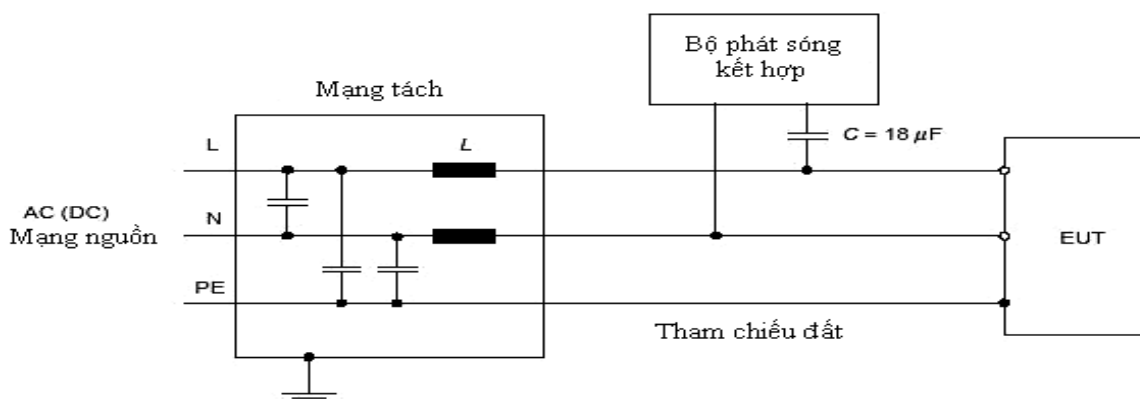 Bộ phát sóng
kết hợp
Mạng tách
C = 18 µF
L
L
AC (DC)
Mạng nguồn
N
EUT
PE
Tham chiếu đất